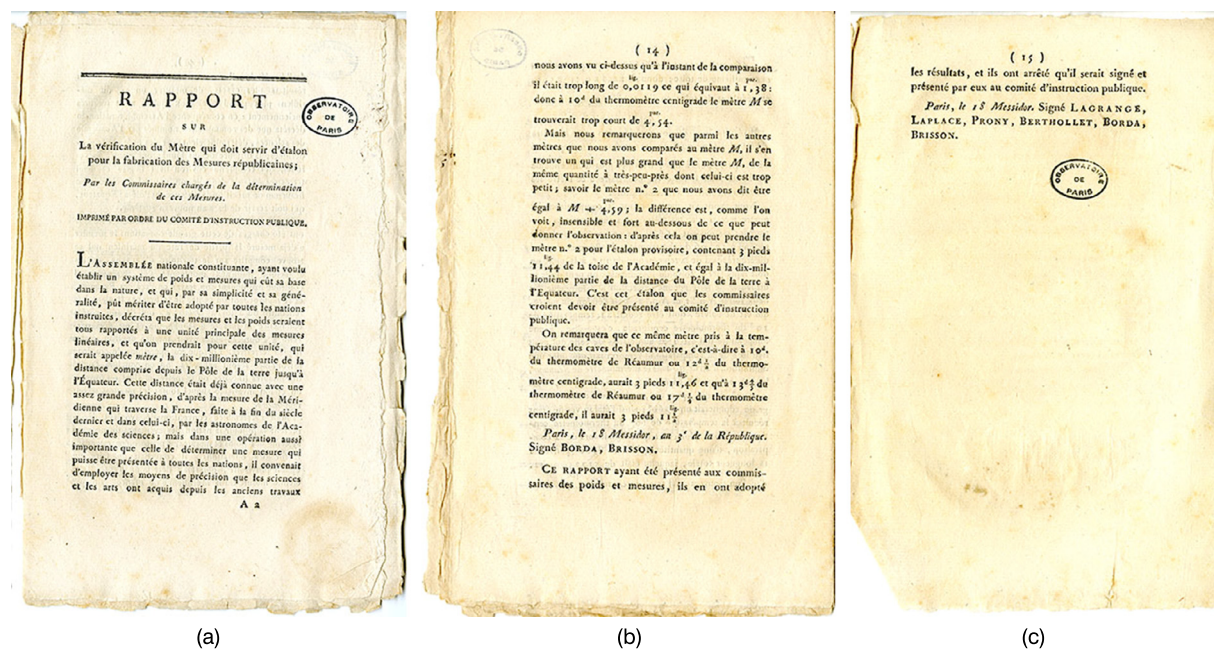 RAPPORT
SUR
La vérification du Mètre qui doit servir d'étalon
pour la fabrication des Mesures républicaines;
Par les Commissaires chargés de la détermination
de ces Mesures.
IMPRIMÉ PAR ORDRE DU COMITÉ D'INSTRUCTION PUBLIQUE.
OBSERVATOIRE
DE
PARIS
L'ASSEMBLÉE nationale constituante, ayant voulu
établir un système de poids et mesures qui eût sa base
dans la nature, et qui, par sa simplicité et sa géné-
ralité, pût mériter d'être adopté par toutes les nations
instruites, décréta que les mesures et les poids seraient
tous rapportés à une unité principale des mesures
linéaires, et qu'on prendrait pour cette unité, qui
serait appelée mètre, la dix-millionième partie de la
distance comprise depuis le Pôle de la terre jusqu'à
l'Équateur. Cette distance était déjà connue avec une
assez grande précision, d'après la mesure de la Méri-
dienne qui traverse la France, faite à la fin du siècle
dernier et dans celui-ci, par les astronomes de l'Aca-
démie des sciences; mais dans une opération aussi
importante que celle de déterminer une mesure qui
puisse être présentée à toutes les nations, il convenait
d'employer les moyens de précision que les sciences
et les arts ont acquis depuis les anciens travaux
A 2
(a)
( 14 )
nous avons vu ci-dessus qu'à l'instant de la comparaison
lig. par.
il était trop long de 0,0119 ce qui équivaut à 1,38:
donc à 10d du thermomètre centigrade le mètre M se
par.
trouverait trop court de 4,54.
Mais nous remarquerons que parmi les autres
mètres que nous avons comparés au mètre M, il s'en
trouve un qui est plus grand que le mètre M, de la
même quantité à très-peu-près dont celui-ci est trop
petit; savoir le mètre n.° 2 que nous avons dit être
par.
égal à M + 4,59; la différence est, comme l'on
voit, insensible et fort au-dessous de ce que peut
donner l'observation: d'après cela on peut prendre le
mètre n.° 2 pour l'étalon provisoire, contenant 3 pieds
lig.
11,44 de la toise de l'Académie, et égal à la dix-mil-
lionième partie de la distance du Pôle de la terre à
l'Equateur. C'est cet étalon que les commissaires
croient devoir être présenté au comité d'instruction
publique.
On remarquera que ce même mètre pris à la tem-
pérature des caves de l'observatoire, c'est-à-dire à 10d.
du thermomètre de Réaumur ou 12d ½ du thermo-
lig.
mètre centigrade, aurait 3 pieds 11,46 et qu'à 13d ⅘ du
thermomètre de Réaumur ou 17d ¼ du thermomètre
lig.
centigrade, il aurait 3 pieds 11½
Paris, le 18 Messidor, an 3e de la République.
Signé BORDA, BRISSON.
CE RAPPORT ayant été présenté aux commis-
saires des poids et mesures, ils en ont adopté
(b)
( 15 )
les résultats, et ils ont arrêté qu'il serait signé et
présenté par eux au comité d'instruction publique.
Paris, le 18 Messidor. Signé LAGRANGE,
LAPLACE, PRONY, BERTHOLLET, BORDA,
BRISSON.
OBSERVATOIRE
DE
PARIS
(c)